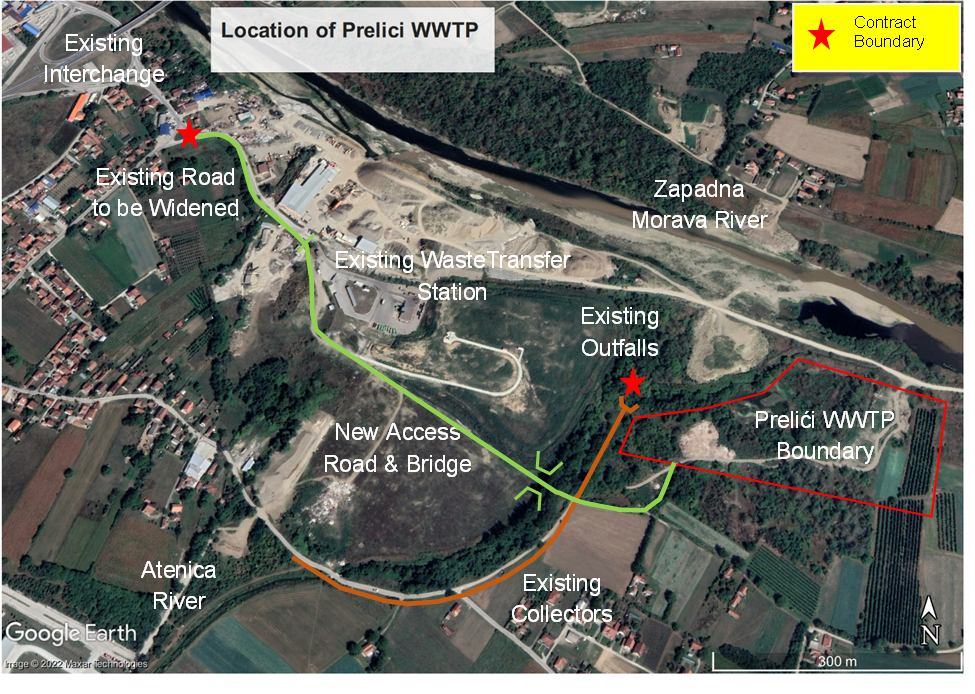 Location of Prelici WWTP
Contract
Boundary
Existing
Interchange
Existing Road
to be Widened
Zapadna
Morava River
Existing WasteTransfer
Station
Existing
Outfalls
Prelići WWTP
Boundary
New Access
Road & Bridge
Atenica
River
Existing
Collectors
N
Google Earth
Image © 2022 Maxar Technologies
300 m